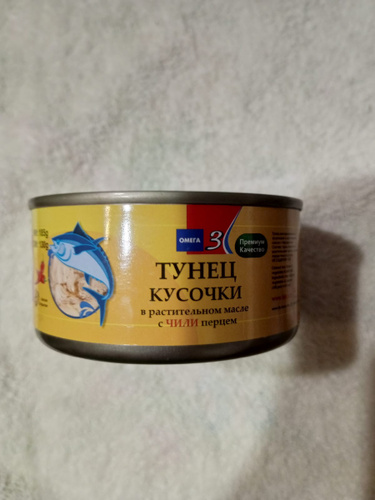 ОМЕГА 3
Премиум
Качество
ТУНЕЦ
КУСОЧКИ
в растительном масле
с ЧИЛИ перцем